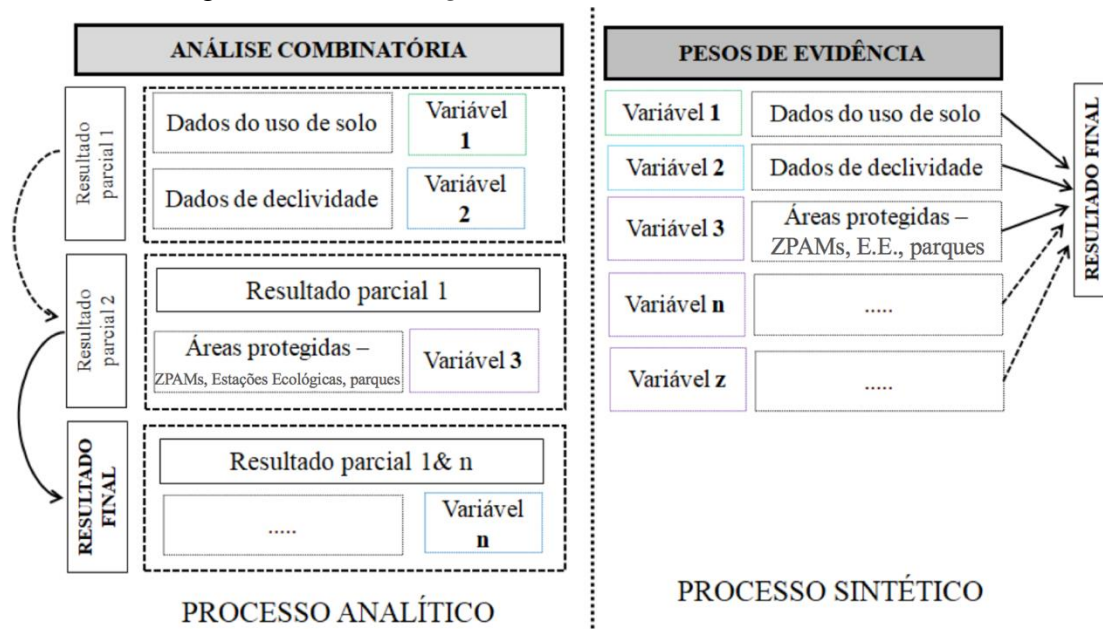 ANÁLISE COMBINATÓRIA
Resultado
parcial 1
Dados do uso de solo
Variável
1
Dados de declividade
Variável
2
Resultado
parcial 2
Resultado parcial 1
Áreas protegidas –
ZPAMs, Estações Ecológicas, parques
Variável 3
RESULTADO
FINAL
Resultado parcial 1& n
.....
Variável
n
PROCESSO ANALÍTICO
PESOS DE EVIDÊNCIA
Variável 1
Dados do uso de solo
Variável 2
Dados de declividade
Variável 3
Áreas protegidas –
ZPAMs, E.E., parques
Variável n
.....
Variável z
.....
RESULTADO FINAL
PROCESSO SINTÉTICO